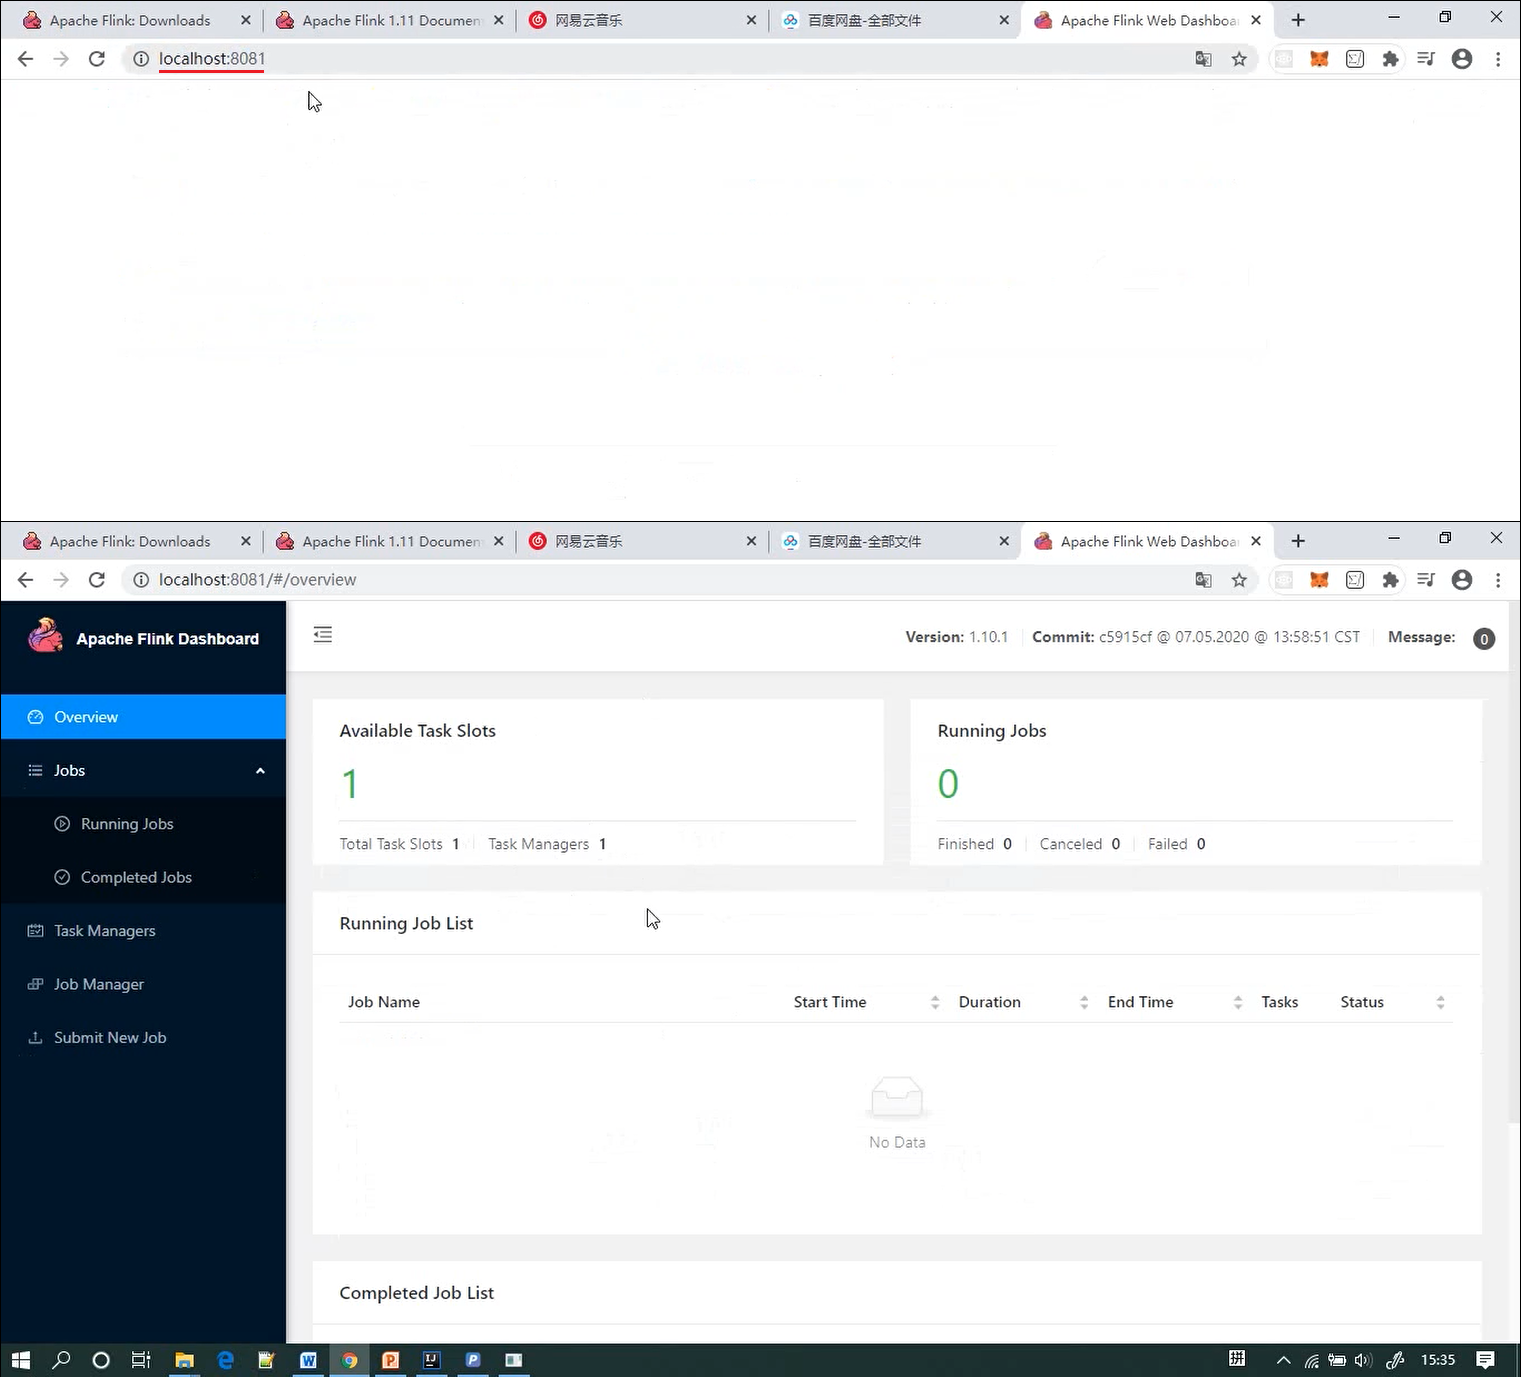 Apache Flink: Downloads
Apache Flink 1.11 Documen
网易云音乐
百度网盘-全部文件
Apache Flink Web Dashboa
localhost:8081
Apache Flink: Downloads
Apache Flink 1.11 Documen
网易云音乐
百度网盘-全部文件
Apache Flink Web Dashboa
localhost:8081/#/overview
Apache Flink Dashboard
Version: 1.10.1
Commit: c5915cf @ 07.05.2020 @ 13:58:51 CST
Message: 0
Overview
Jobs
Running Jobs
Completed Jobs
Task Managers
Job Manager
Submit New Job
Available Task Slots
1
Total Task Slots 1
Task Managers 1
Running Jobs
0
Finished 0
Canceled 0
Failed 0
Running Job List
Job Name
Start Time
Duration
End Time
Tasks
Status
No Data
Completed Job List
拼
15:35